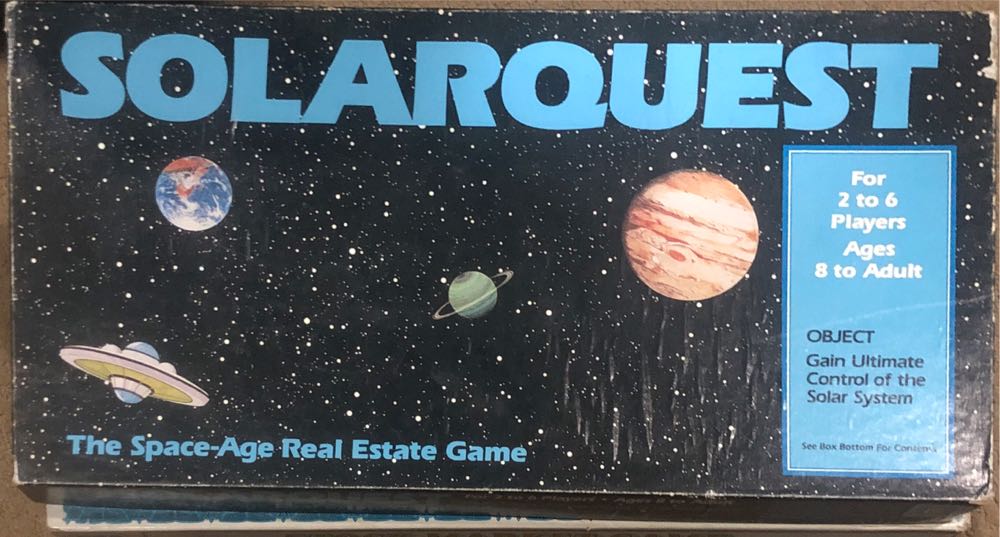 SOLARQUEST
For
2 to 6
Players
Ages
8 to Adult
OBJECT
Gain Ultimate
Control of the
Solar System
See Box Bottom For Contents
The Space-Age Real Estate Game